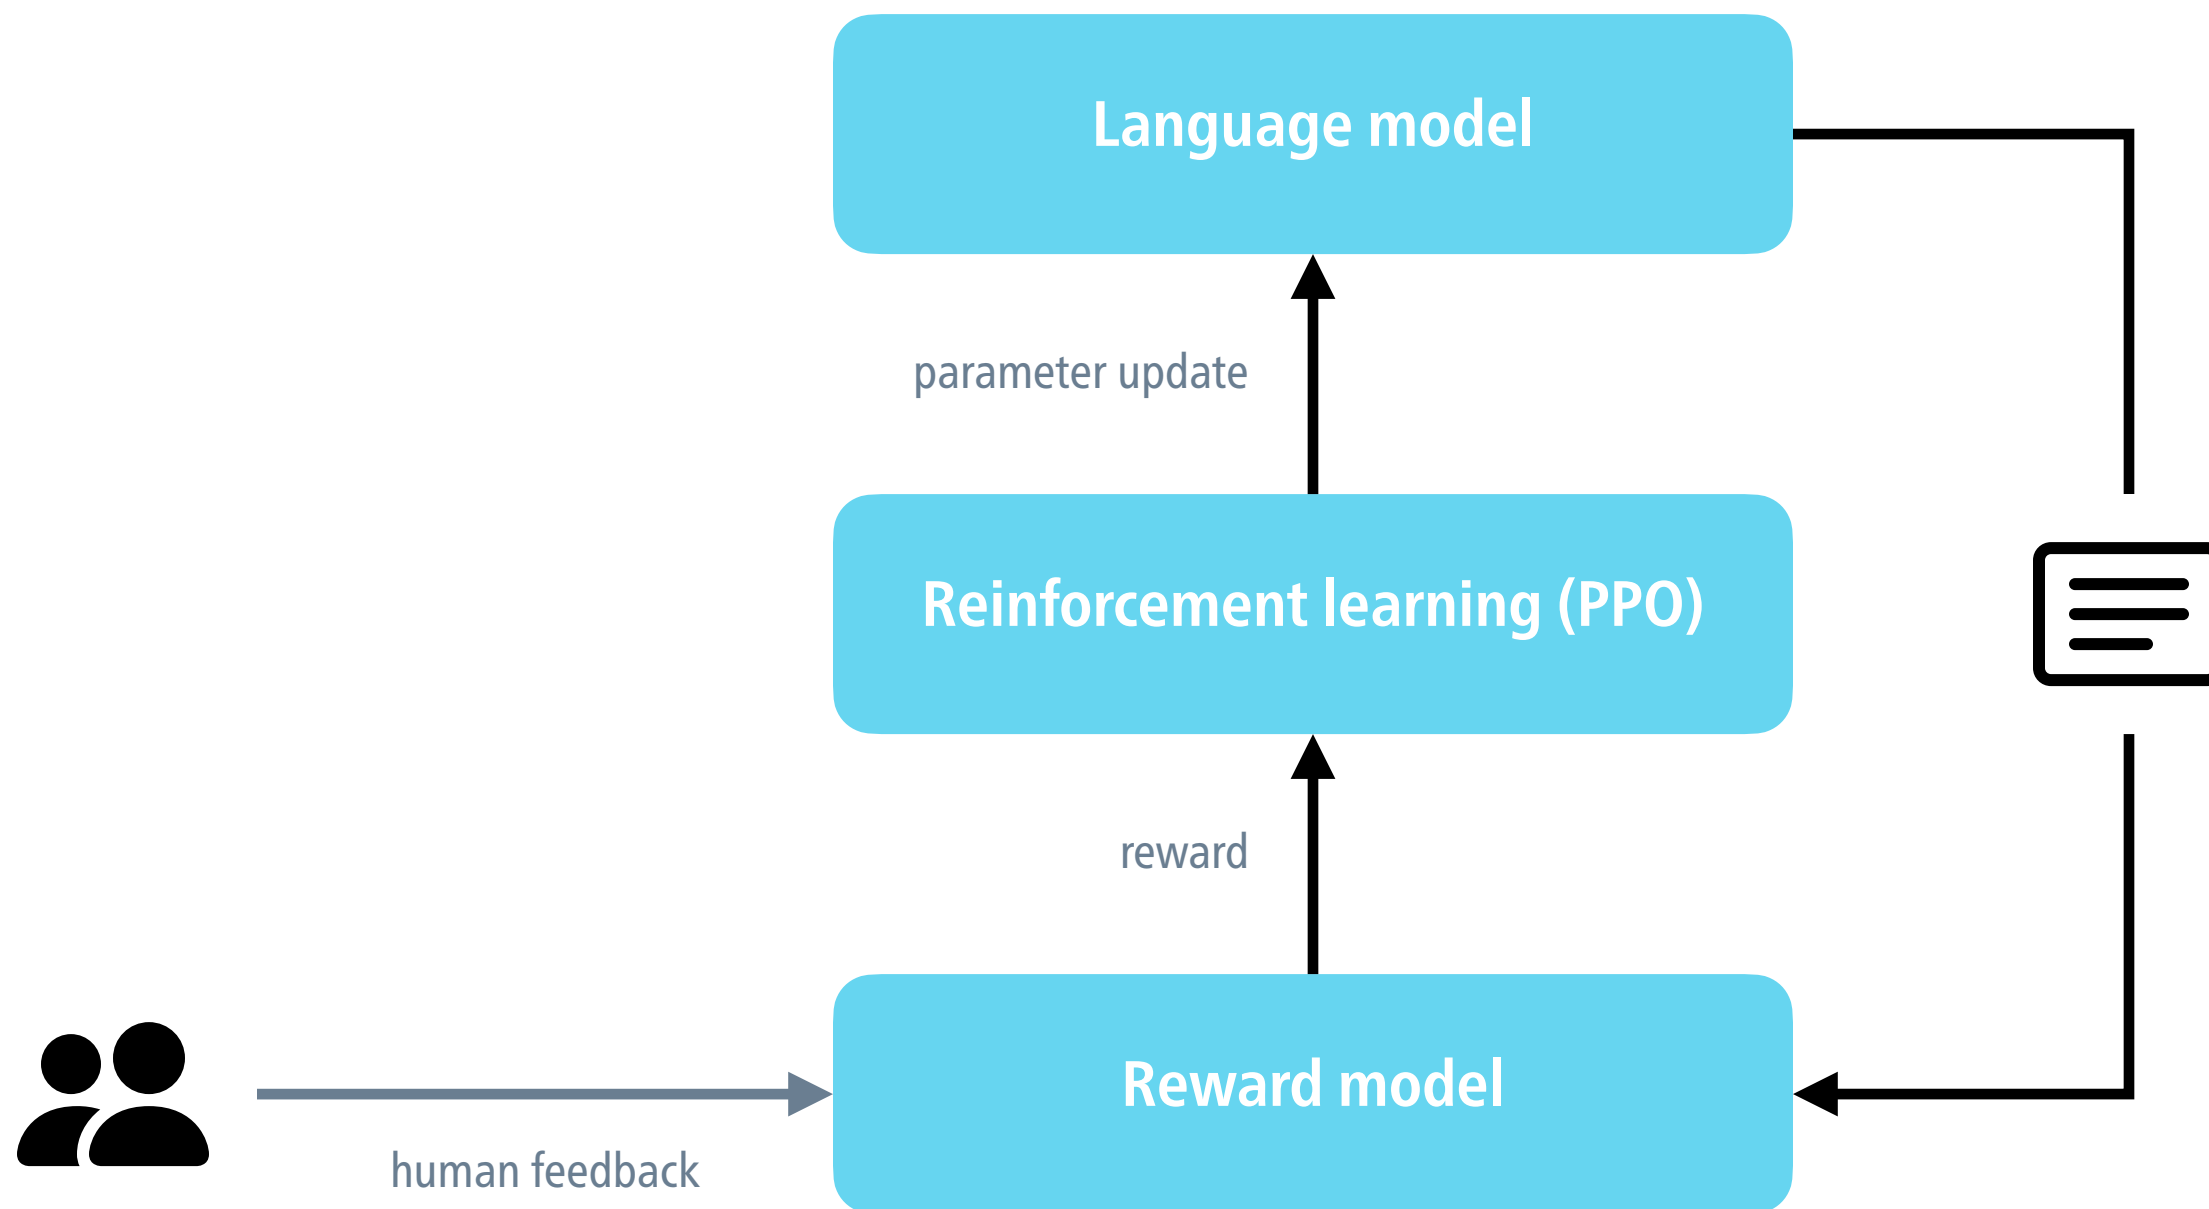 Language model
parameter update
Reinforcement learning (PPO)
reward
Reward model
human feedback